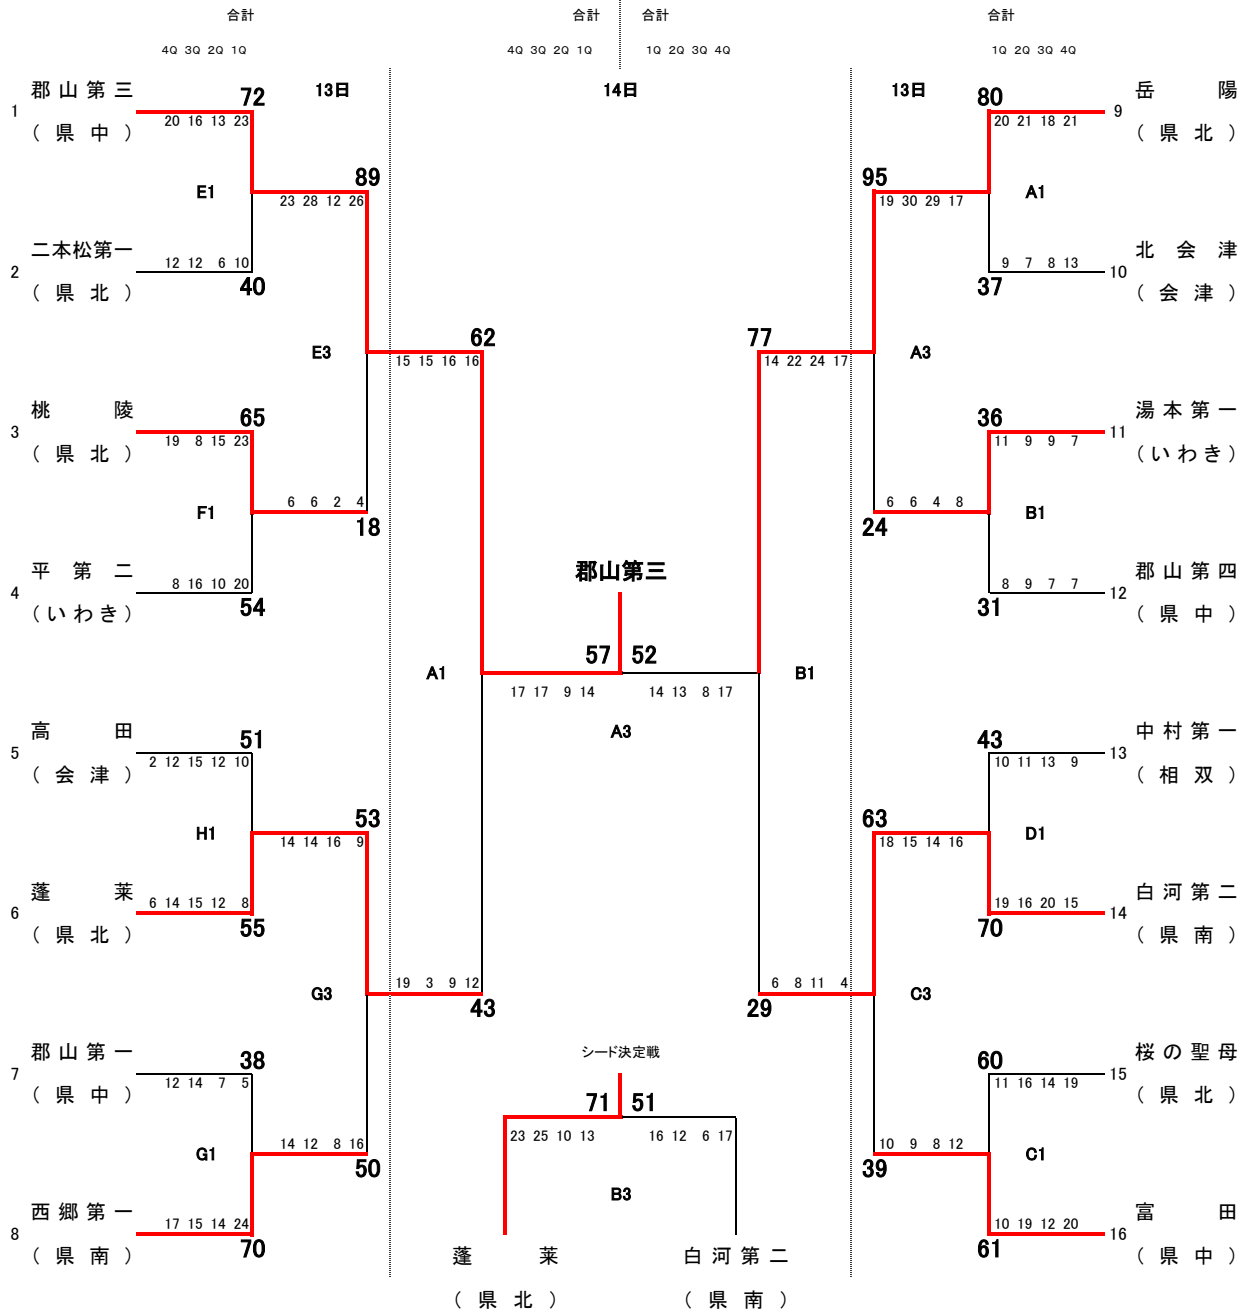 合計 合計 合計 合計
4Q 3Q 2Q 1Q 4Q 3Q 2Q 1Q 1Q 2Q 3Q 4Q 1Q 2Q 3Q 4Q
13日 14日 13日
1 郡山第三 72
(県中) 20 16 13 23
E1
2 二本松第一 12 12 6 10
(県北) 40
89
23 28 12 26
E3
3 桃陵 65
(県北) 19 8 15 23
F1
6 6 2 4
18
4 平第二 8 16 10 20
(いわき) 54
62
15 15 16 16
A1
5 高田 51
(会津) 2 12 15 12 10
H1
53
14 14 16 9
6 蓬莱 6 14 15 12 8
(県北) 55
G3
19 3 9 12
43
7 郡山第一 38
(県中) 12 14 7 5
G1
14 12 8 16
50
8 西郷第一 17 15 14 24
(県南) 70
郡山第三
57 52
17 17 9 14 14 13 8 17
A3
シード決定戦
71 51
23 25 10 13 16 12 6 17
B3
蓬莱 白河第二
(県北) (県南)
80 岳陽 9
20 21 18 21 (県北)
A1
9 7 8 13 北会津 10
37 (会津)
95
19 30 29 17
A3
36 湯本第一 11
11 9 9 7 (いわき)
B1
6 6 4 8
24
8 9 7 7 郡山第四 12
31 (県中)
77
14 22 24 17
B1
43 中村第一 13
10 11 13 9 (相双)
D1
63
18 15 14 16
19 16 20 15 白河第二 14
70 (県南)
C3
6 8 11 4
29
60 桜の聖母 15
11 16 14 19 (県北)
C1
10 9 8 12
39
10 19 12 20 富田 16
61 (県中)